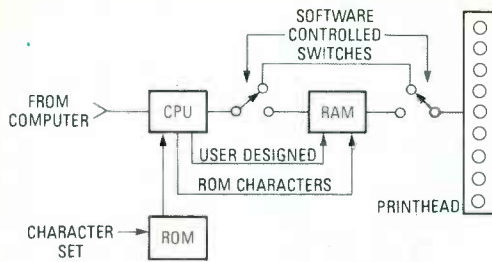 SOFTWARE
CONTROLLED
SWITCHES
FROM
COMPUTER
CPU
RAM
USER DESIGNED
ROM CHARACTERS
PRINTHEAD
CHARACTER
SET
ROM